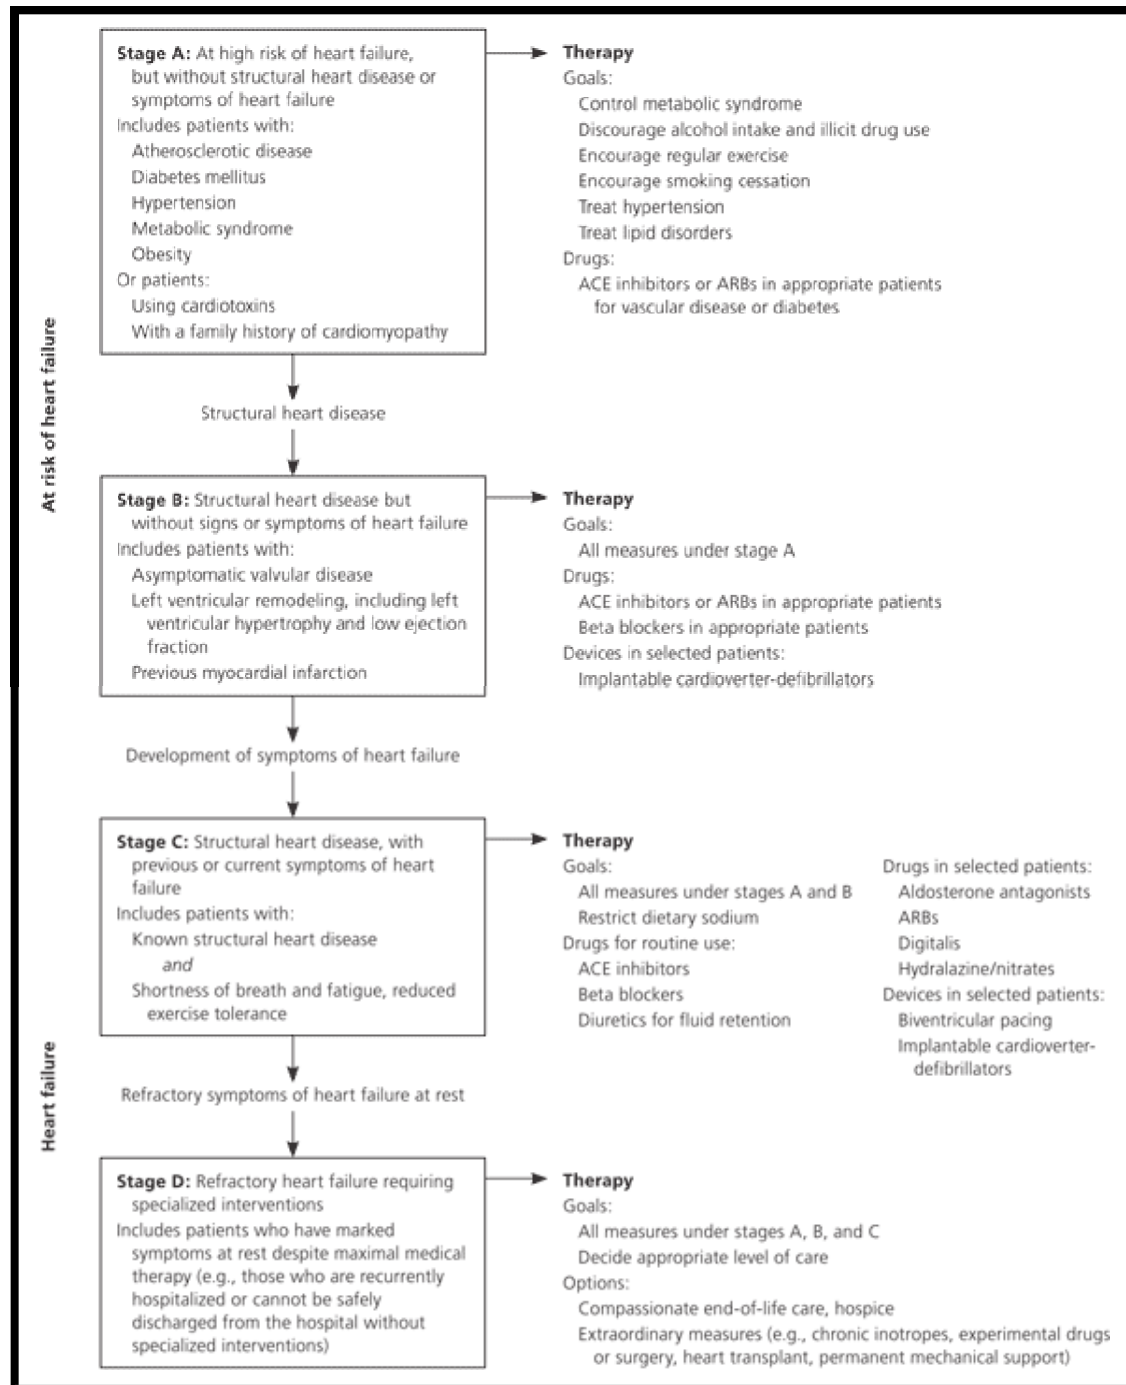 At risk of heart failure
Stage A: At high risk of heart failure,
but without structural heart disease or
symptoms of heart failure
Includes patients with:
Atherosclerotic disease
Diabetes mellitus
Hypertension
Metabolic syndrome
Obesity
Or patients:
Using cardiotoxins
With a family history of cardiomyopathy
Therapy
Goals:
Control metabolic syndrome
Discourage alcohol intake and illicit drug use
Encourage regular exercise
Encourage smoking cessation
Treat hypertension
Treat lipid disorders
Drugs:
ACE inhibitors or ARBs in appropriate patients
for vascular disease or diabetes
Structural heart disease
Stage B: Structural heart disease but
without signs or symptoms of heart failure
Includes patients with:
Asymptomatic valvular disease
Left ventricular remodeling, including left
ventricular hypertrophy and low ejection
fraction
Previous myocardial infarction
Therapy
Goals:
All measures under stage A
Drugs:
ACE inhibitors or ARBs in appropriate patients
Beta blockers in appropriate patients
Devices in selected patients:
Implantable cardioverter-defibrillators
Development of symptoms of heart failure
Heart failure
Stage C: Structural heart disease, with
previous or current symptoms of heart
failure
Includes patients with:
Known structural heart disease
and
Shortness of breath and fatigue, reduced
exercise tolerance
Therapy
Goals:
All measures under stages A and B
Restrict dietary sodium
Drugs for routine use:
ACE inhibitors
Beta blockers
Diuretics for fluid retention
Drugs in selected patients:
Aldosterone antagonists
ARBs
Digitalis
Hydralazine/nitrates
Devices in selected patients:
Biventricular pacing
Implantable cardioverter-
defibrillators
Refractory symptoms of heart failure at rest
Stage D: Refractory heart failure requiring
specialized interventions
Includes patients who have marked
symptoms at rest despite maximal medical
therapy (e.g., those who are recurrently
hospitalized or cannot be safely
discharged from the hospital without
specialized interventions)
Therapy
Goals:
All measures under stages A, B, and C
Decide appropriate level of care
Options:
Compassionate end-of-life care, hospice
Extraordinary measures (e.g., chronic inotropes, experimental drugs
or surgery, heart transplant, permanent mechanical support)